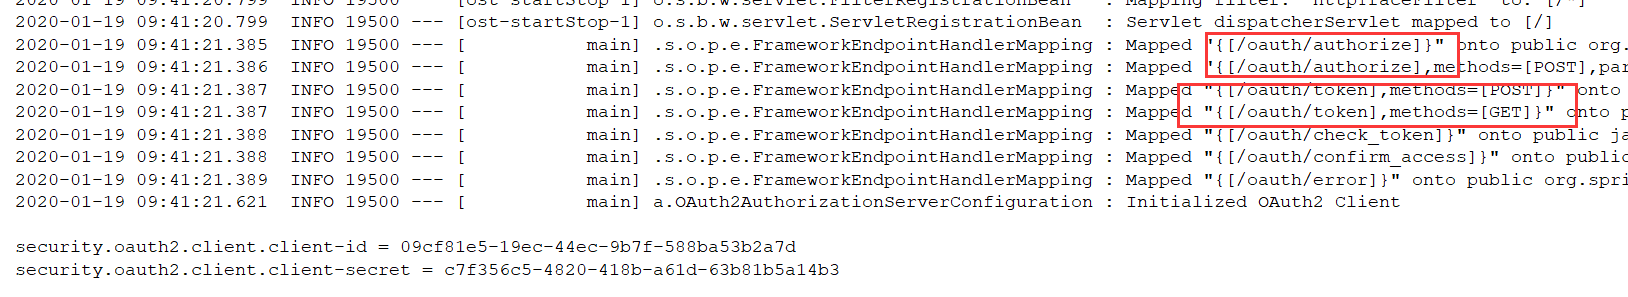 2020-01-19 09:41:20.799  INFO 19500 --- [ost-startStop-1] o.s.b.w.servlet.FilterRegistrationBean   : Mapping filter: 'httpTraceFilter' to: [/*]
2020-01-19 09:41:20.799  INFO 19500 --- [ost-startStop-1] o.s.b.w.servlet.ServletRegistrationBean  : Servlet dispatcherServlet mapped to [/]
2020-01-19 09:41:21.385  INFO 19500 --- [           main] .s.o.p.e.FrameworkEndpointHandlerMapping : Mapped "{[/oauth/authorize]}" onto public org.
2020-01-19 09:41:21.386  INFO 19500 --- [           main] .s.o.p.e.FrameworkEndpointHandlerMapping : Mapped "{[/oauth/authorize],methods=[POST],par
2020-01-19 09:41:21.387  INFO 19500 --- [           main] .s.o.p.e.FrameworkEndpointHandlerMapping : Mapped "{[/oauth/token],methods=[POST]}" onto
2020-01-19 09:41:21.387  INFO 19500 --- [           main] .s.o.p.e.FrameworkEndpointHandlerMapping : Mapped "{[/oauth/token],methods=[GET]}" onto p
2020-01-19 09:41:21.388  INFO 19500 --- [           main] .s.o.p.e.FrameworkEndpointHandlerMapping : Mapped "{[/oauth/check_token]}" onto public ja
2020-01-19 09:41:21.388  INFO 19500 --- [           main] .s.o.p.e.FrameworkEndpointHandlerMapping : Mapped "{[/oauth/confirm_access]}" onto public
2020-01-19 09:41:21.389  INFO 19500 --- [           main] .s.o.p.e.FrameworkEndpointHandlerMapping : Mapped "{[/oauth/error]}" onto public org.spri
2020-01-19 09:41:21.621  INFO 19500 --- [           main] a.OAuth2AuthorizationServerConfiguration : Initialized OAuth2 Client
security.oauth2.client.client-id = 09cf81e5-19ec-44ec-9b7f-588ba53b2a7d
security.oauth2.client.client-secret = c7f356c5-4820-418b-a61d-63b81b5a14b3